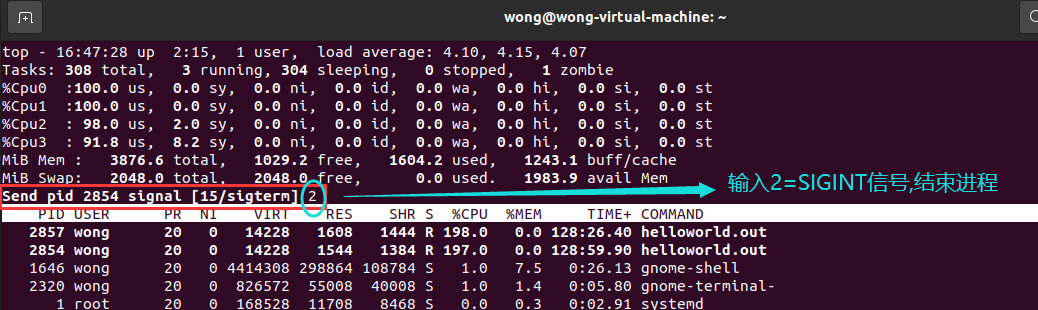 wong@wong-virtual-machine: ~
top - 16:47:28 up  2:15,  1 user,  load average: 4.10, 4.15, 4.07
Tasks: 308 total,   3 running, 304 sleeping,   0 stopped,   1 zombie
%Cpu0  :100.0 us,  0.0 sy,  0.0 ni,  0.0 id,  0.0 wa,  0.0 hi,  0.0 si,  0.0 st
%Cpu1  :100.0 us,  0.0 sy,  0.0 ni,  0.0 id,  0.0 wa,  0.0 hi,  0.0 si,  0.0 st
%Cpu2  : 98.0 us,  2.0 sy,  0.0 ni,  0.0 id,  0.0 wa,  0.0 hi,  0.0 si,  0.0 st
%Cpu3  : 91.8 us,  8.2 sy,  0.0 ni,  0.0 id,  0.0 wa,  0.0 hi,  0.0 si,  0.0 st
MiB Mem :   3876.6 total,   1029.2 free,   1604.2 used,   1243.1 buff/cache
MiB Swap:   2048.0 total,   2048.0 free,      0.0 used.   1983.9 avail Mem
Send pid 2854 signal [15/sigterm] 2
输入2=SIGINT信号,结束进程
PID USER      PR  NI    VIRT    RES    SHR S  %CPU  %MEM     TIME+ COMMAND
2857 wong      20   0   14228   1608   1444 R 198.0   0.0 128:26.40 helloworld.out
2854 wong      20   0   14228   1544   1384 R 197.0   0.0 128:59.90 helloworld.out
1646 wong      20   0 4414308 298864 108784 S   1.0   7.5   0:26.13 gnome-shell
2320 wong      20   0  826572  55008  40008 S   1.0   1.4   0:05.80 gnome-terminal-
1 root      20   0  168528  11708   8468 S   0.0   0.3   0:02.91 systemd